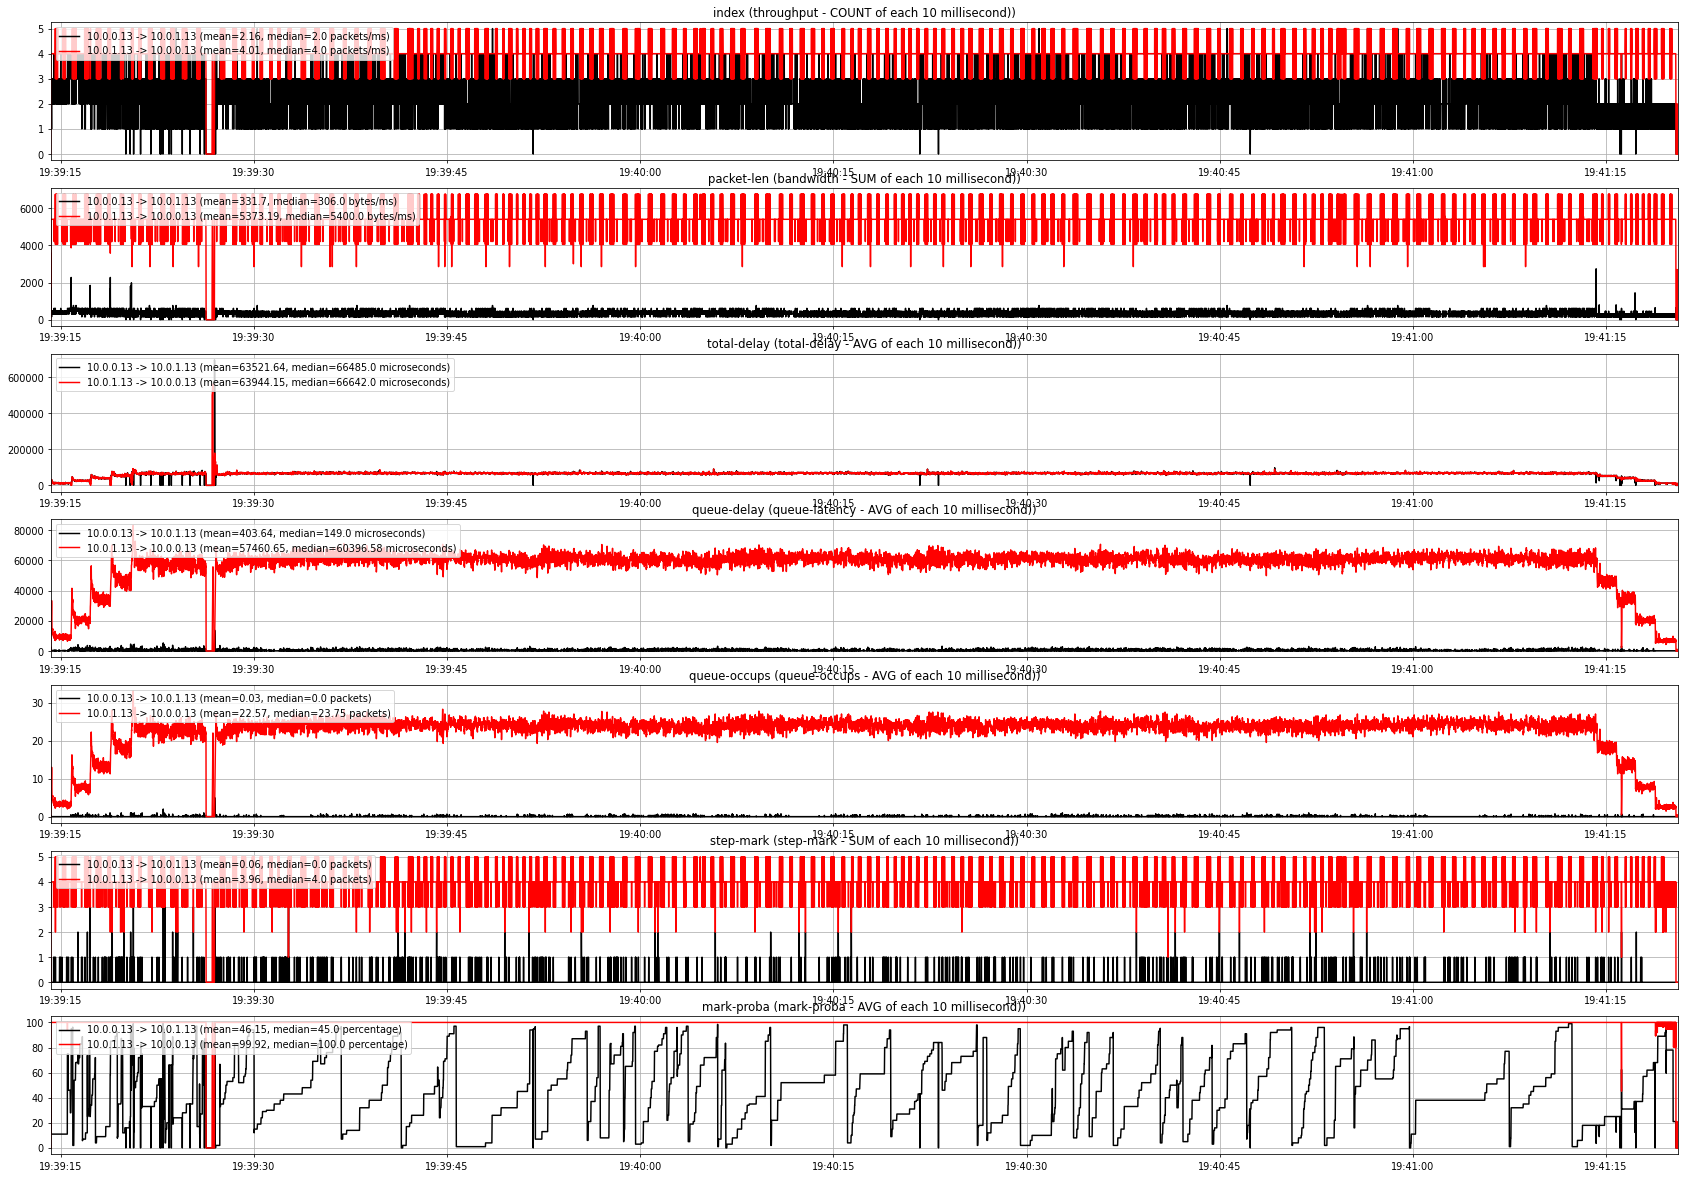 index (throughput - COUNT of each 10 millisecond))
10.0.0.13 -> 10.0.1.13 (mean=2.16, median=2.0 packets/ms)
10.0.1.13 -> 10.0.0.13 (mean=4.01, median=4.0 packets/ms)
5
4
3
2
1
0
19:39:15 19:39:30 19:39:45 19:40:00 19:40:15 19:40:30 19:40:45 19:41:00 19:41:15
packet-len (bandwidth - SUM of each 10 millisecond))
10.0.0.13 -> 10.0.1.13 (mean=331.7, median=306.0 bytes/ms)
10.0.1.13 -> 10.0.0.13 (mean=5373.19, median=5400.0 bytes/ms)
6000
4000
2000
0
19:39:15 19:39:30 19:39:45 19:40:00 19:40:15 19:40:30 19:40:45 19:41:00 19:41:15
total-delay (total-delay - AVG of each 10 millisecond))
10.0.0.13 -> 10.0.1.13 (mean=63521.64, median=66485.0 microseconds)
10.0.1.13 -> 10.0.0.13 (mean=63944.15, median=66642.0 microseconds)
600000
400000
200000
0
19:39:15 19:39:30 19:39:45 19:40:00 19:40:15 19:40:30 19:40:45 19:41:00 19:41:15
queue-delay (queue-latency - AVG of each 10 millisecond))
10.0.0.13 -> 10.0.1.13 (mean=403.64, median=149.0 microseconds)
10.0.1.13 -> 10.0.0.13 (mean=57460.65, median=60396.58 microseconds)
80000
60000
40000
20000
0
19:39:15 19:39:30 19:39:45 19:40:00 19:40:15 19:40:30 19:40:45 19:41:00 19:41:15
queue-occups (queue-occups - AVG of each 10 millisecond))
10.0.0.13 -> 10.0.1.13 (mean=0.03, median=0.0 packets)
10.0.1.13 -> 10.0.0.13 (mean=22.57, median=23.75 packets)
30
20
10
0
19:39:15 19:39:30 19:39:45 19:40:00 19:40:15 19:40:30 19:40:45 19:41:00 19:41:15
step-mark (step-mark - SUM of each 10 millisecond))
10.0.0.13 -> 10.0.1.13 (mean=0.06, median=0.0 packets)
10.0.1.13 -> 10.0.0.13 (mean=3.96, median=4.0 packets)
5
4
3
2
1
0
19:39:15 19:39:30 19:39:45 19:40:00 19:40:15 19:40:30 19:40:45 19:41:00 19:41:15
mark-proba (mark-proba - AVG of each 10 millisecond))
10.0.0.13 -> 10.0.1.13 (mean=46.15, median=45.0 percentage)
10.0.1.13 -> 10.0.0.13 (mean=99.92, median=100.0 percentage)
100
80
60
40
20
0
19:39:15 19:39:30 19:39:45 19:40:00 19:40:15 19:40:30 19:40:45 19:41:00 19:41:15